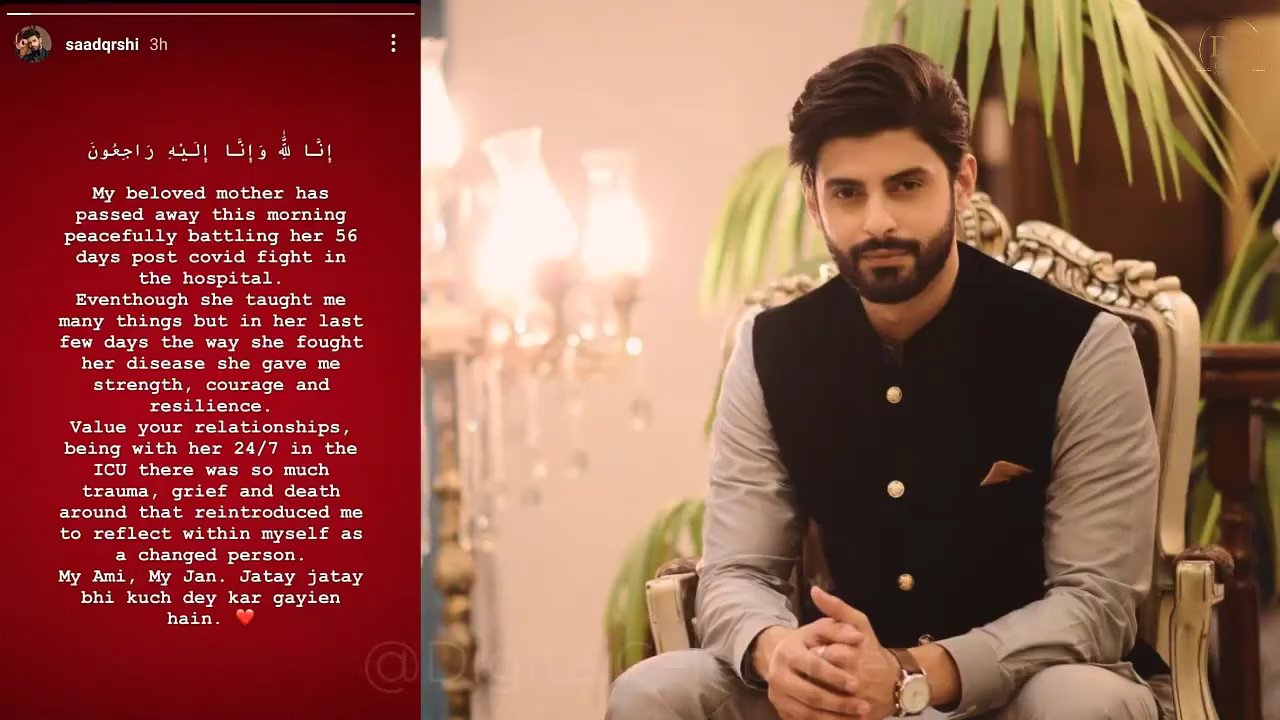 saadqrshi 3h
إِنَّا لِلَّهِ وَإِنَّا إِلَيْهِ رَاجِعُونَ
My beloved mother has
passed away this morning
peacefully battling her 56
days post covid fight in
the hospital.
Eventhough she taught me
many things but in her last
few days the way she fought
her disease she gave me
strength, courage and
resilience.
Value your relationships,
being with her 24/7 in the
ICU there was so much
trauma, grief and death
around that reintroduced me
to reflect within myself as
a changed person.
My Ami, My Jan. Jatay jatay
bhi kuch dey kar gayien
hain. ❤️